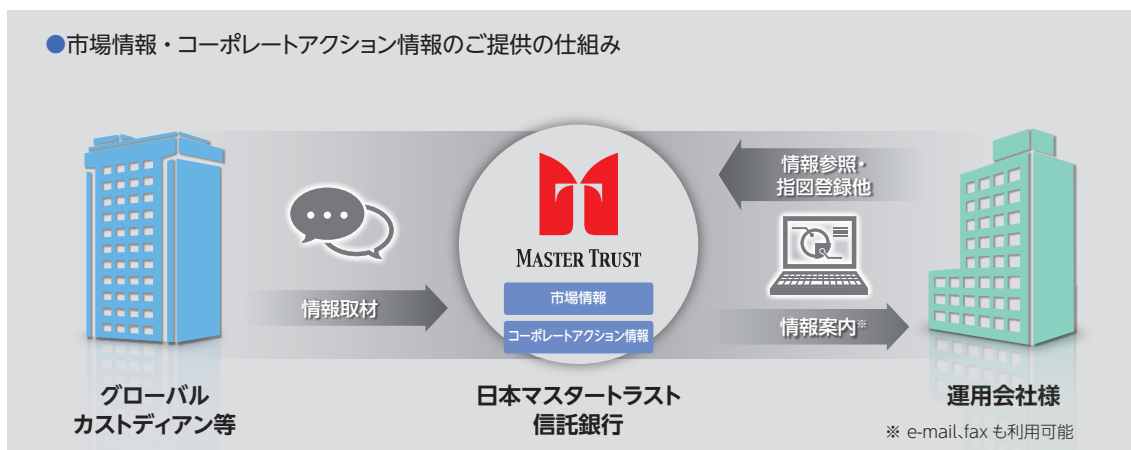 ●市場情報・コーポレートアクション情報のご提供の仕組み
情報参照・
指図登録他
MASTER TRUST
市場情報
情報取材
コーポレートアクション情報
情報案内※
グローバル
カストディアン等
日本マスタートラスト
信託銀行
運用会社様
※ e-mail、fax も利用可能